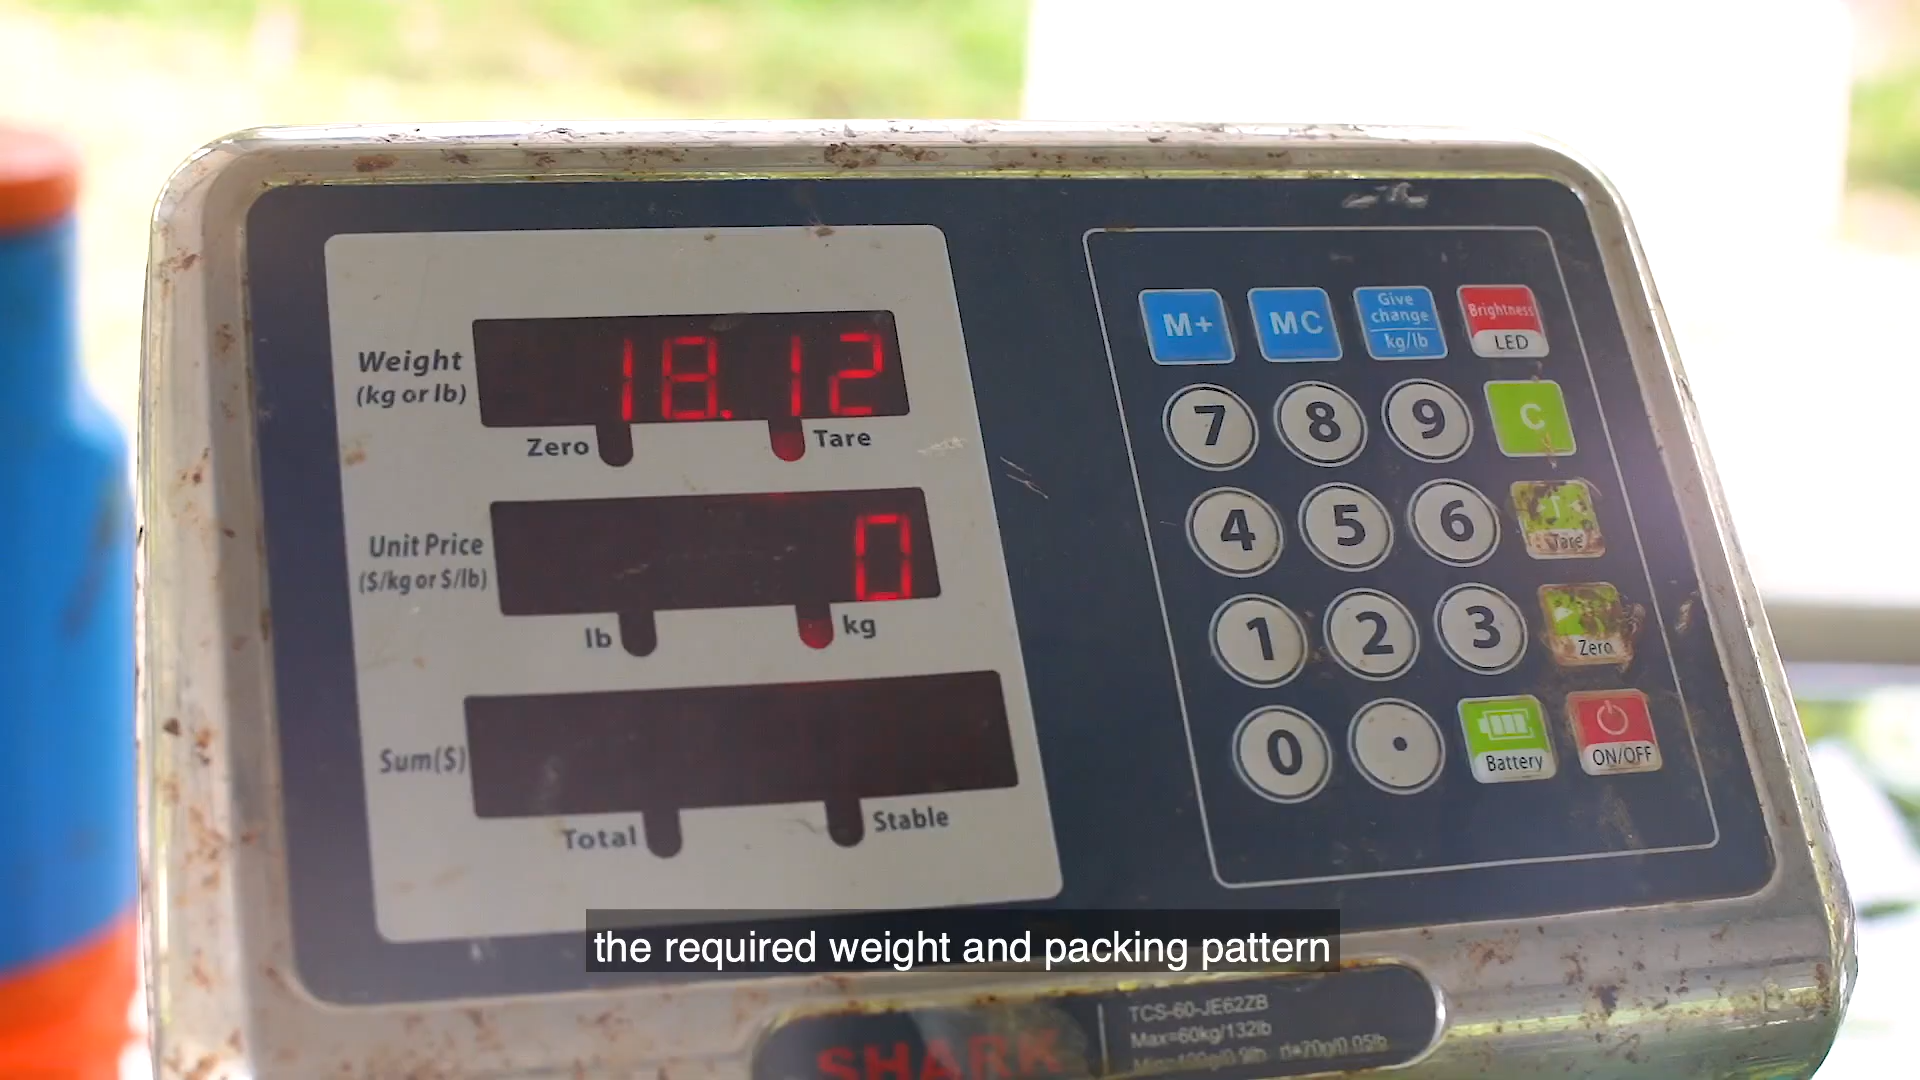 Weight
(kg or lb)
18.12
Zero
Tare
Unit Price
($/kg or $/lb)
0
lb
kg
Sum($)
Total
Stable
M+
MC
Give
change
kg/lb
Brightness
LED
7
8
9
C
4
5
6
Tare
1
2
3
Zero
0
.
Battery
ON/OFF
the required weight and packing pattern
SHARK
TCS-60-JE62ZB
Max=60kg/132lb